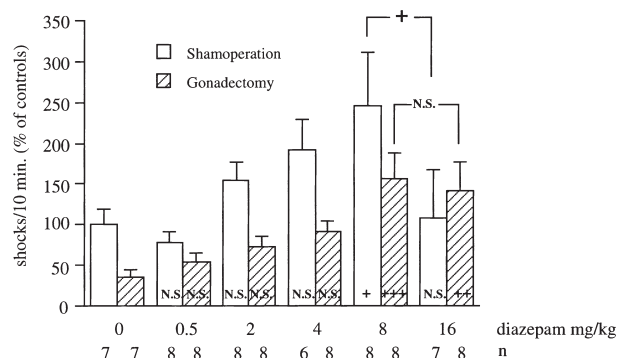 shocks/10 min. (% of controls)
350
300
250
200
150
100
50
0
Shamoperation
Gonadectomy
+
N.S.
N.S. N.S. N.S. N.S. N.S. N.S. + +++ N.S. ++
0 0.5 2 4 8 16 diazepam mg/kg
7 7 8 8 8 8 6 8 8 8 7 8 n